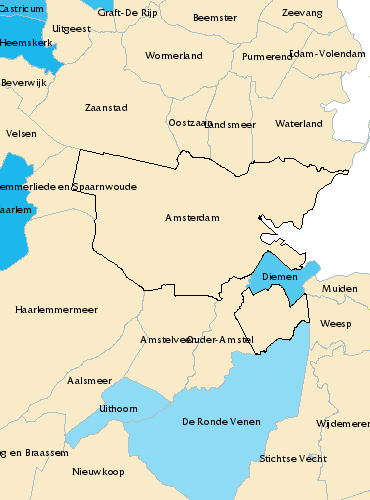 Castricum
Graft-De Rijp
Beemster
Zeevang
Uitgeest
Heemskerk
Wormerland
Purmerend
Edam-Volendam
Beverwijk
Zaanstad
Oostzaan
Landsmeer
Waterland
Velsen
emmerliede en Spaarnwoude
aarlem
Amsterdam
Diemen
Muiden
Haarlemmermeer
Weesp
Amstelveen
Ouder-Amstel
Aalsmeer
Uithoorn
De Ronde Venen
Wijdemeren
g en Braassem
Stichtse Vecht
Nieuwkoop